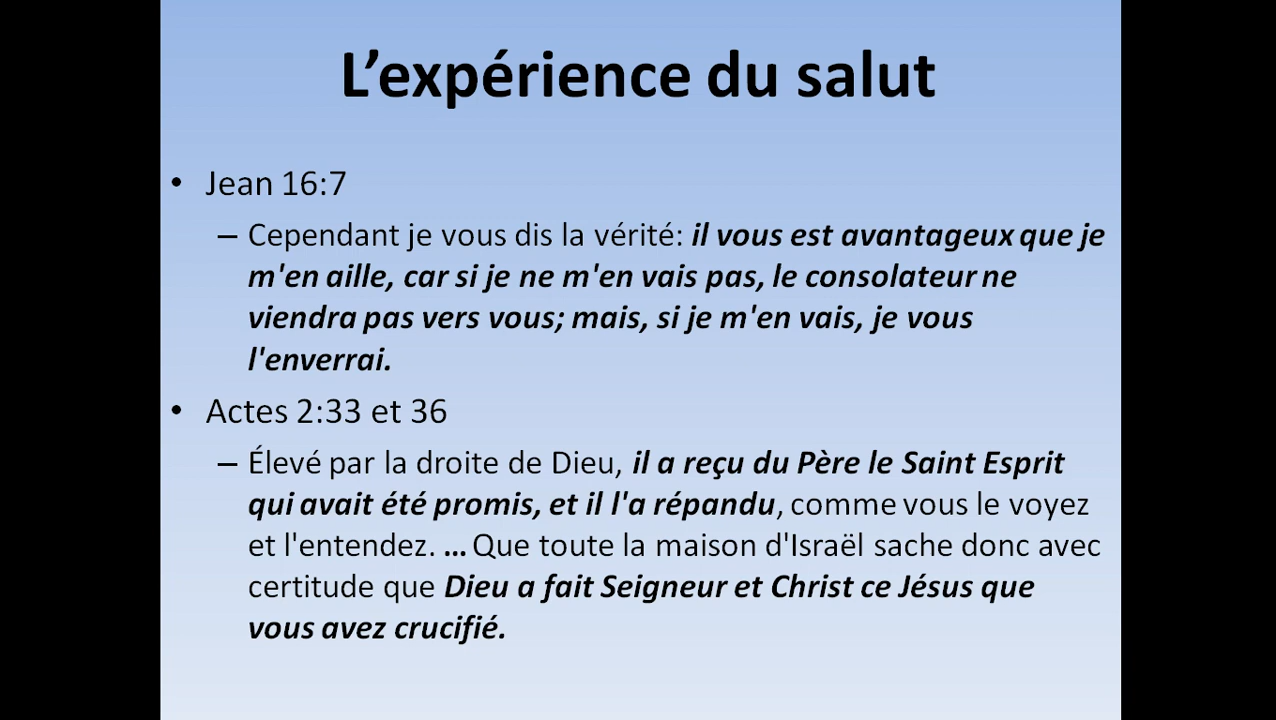 L’expérience du salut
• Jean 16:7
– Cependant je vous dis la vérité: il vous est avantageux que je
m'en aille, car si je ne m'en vais pas, le consolateur ne
viendra pas vers vous; mais, si je m'en vais, je vous
l'enverrai.
• Actes 2:33 et 36
– Élevé par la droite de Dieu, il a reçu du Père le Saint Esprit
qui avait été promis, et il l'a répandu, comme vous le voyez
et l'entendez. ... Que toute la maison d'Israël sache donc avec
certitude que Dieu a fait Seigneur et Christ ce Jésus que
vous avez crucifié.